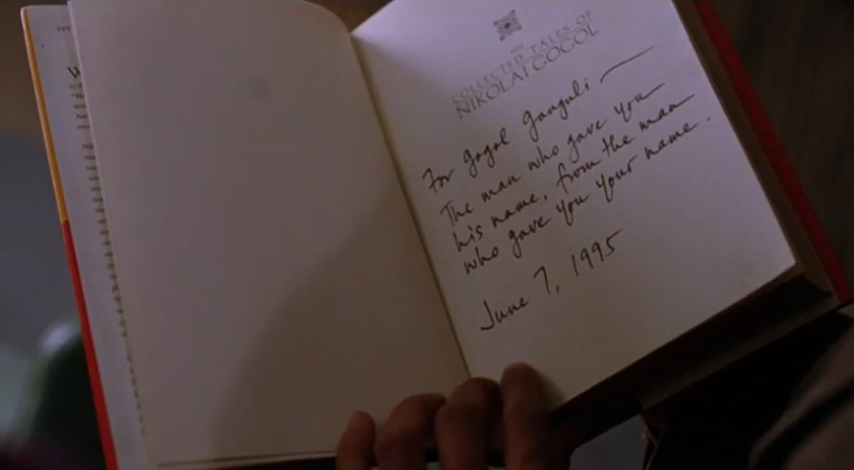 THE
COLLECTED TALES OF
NIKOLAI GOGOL
For Gogol Ganguli —
The man who gave you
his name, from the man
who gave you your name.
June 7, 1995